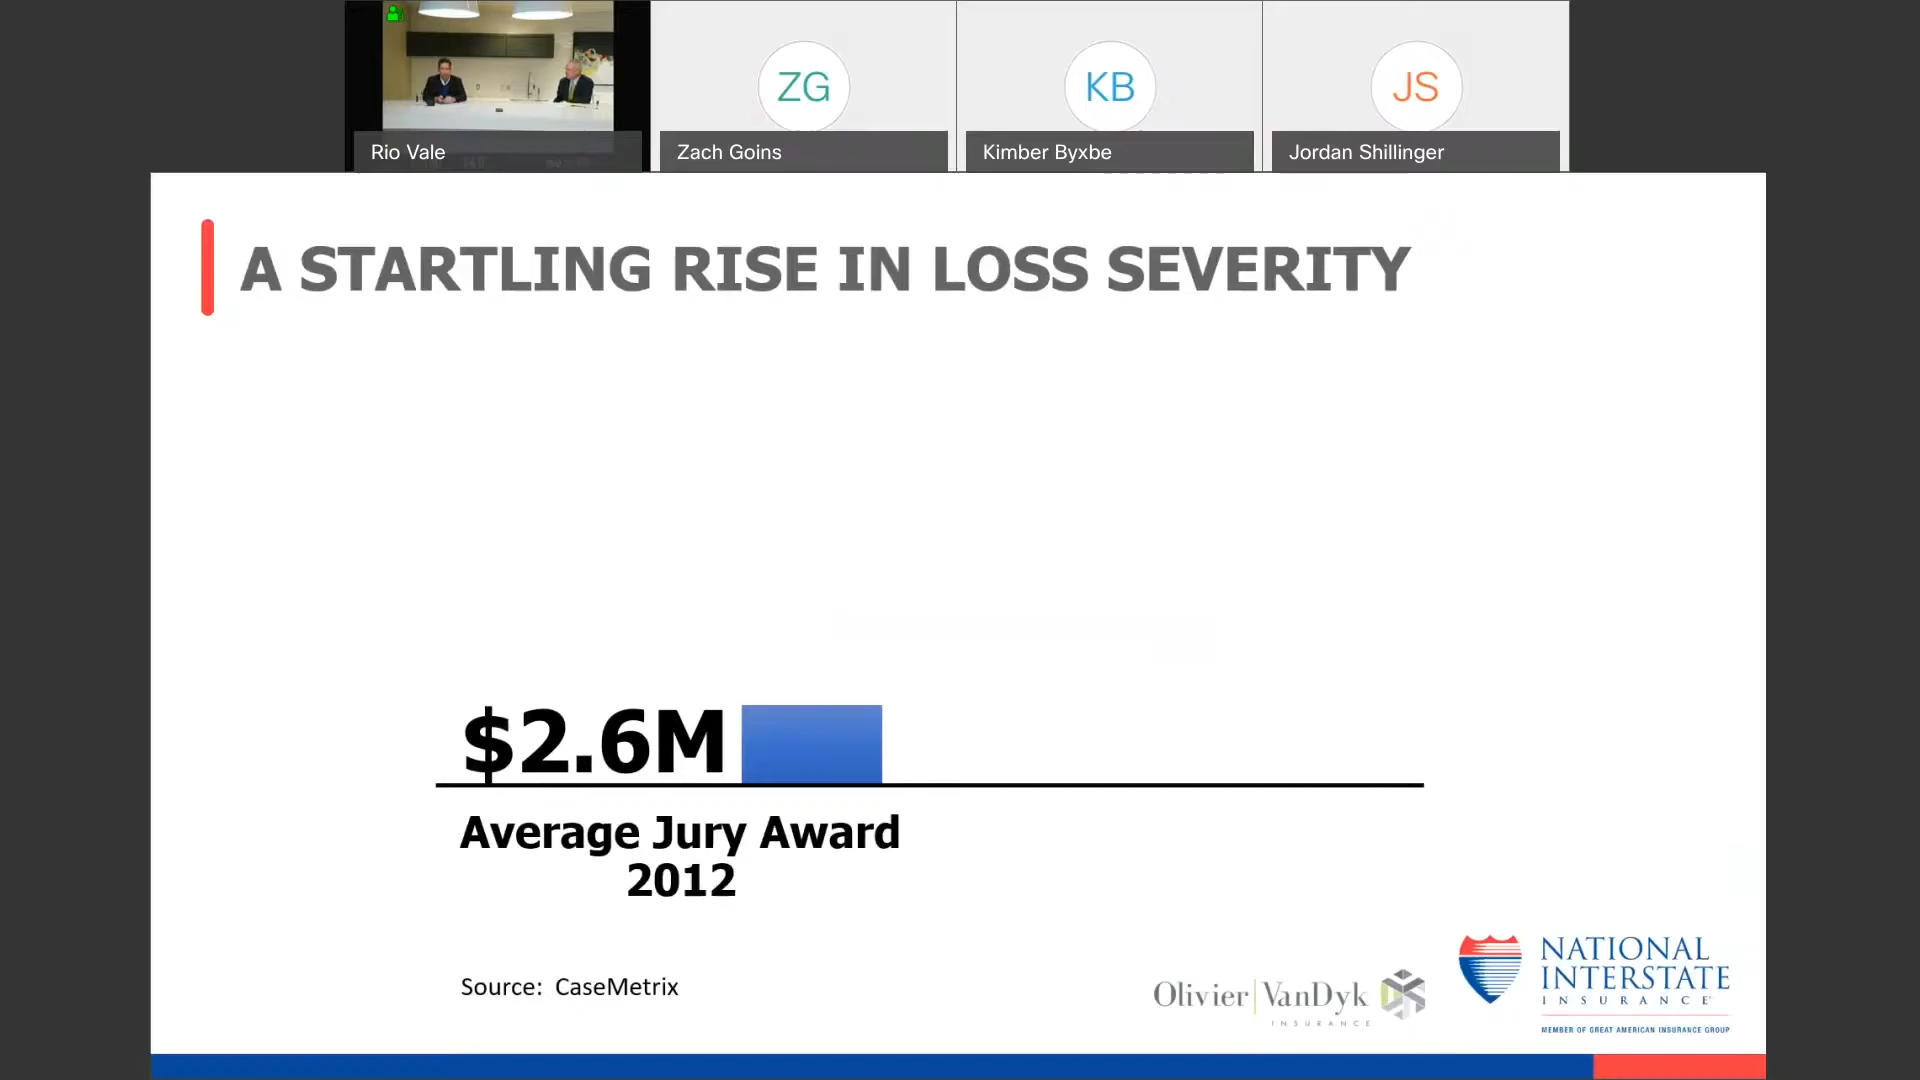 ZG
KB
JS
Rio Vale
Zach Goins
Kimber Byxbe
Jordan Shillinger
A STARTLING RISE IN LOSS SEVERITY
$2.6M
Average Jury Award
2012
Source: CaseMetrix
Olivier|VanDyk
INSURANCE
NATIONAL
INTERSTATE
INSURANCE
MEMBER OF GREAT AMERICAN INSURANCE GROUP